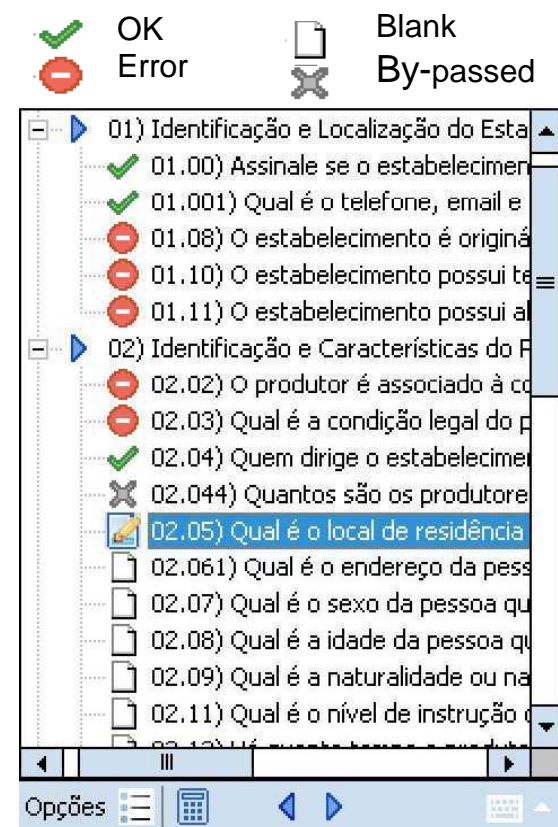 OK
Blank
Error
By-passed
01) Identificação e Localização do Esta
01.00) Assinale se o estabelecimen
01.001) Qual é o telefone, email e
01.08) O estabelecimento é originá
01.10) O estabelecimento possui te
01.11) O estabelecimento possui al
02) Identificação e Características do P
02.02) O produtor é associado à co
02.03) Qual é a condição legal do p
02.04) Quem dirige o estabelecimen
02.044) Quantos são os produtore
02.05) Qual é o local de residência
02.061) Qual é o endereço da pess
02.07) Qual é o sexo da pessoa qu
02.08) Qual é a idade da pessoa qu
02.09) Qual é a naturalidade ou na
02.11) Qual é o nível de instrução
Opções